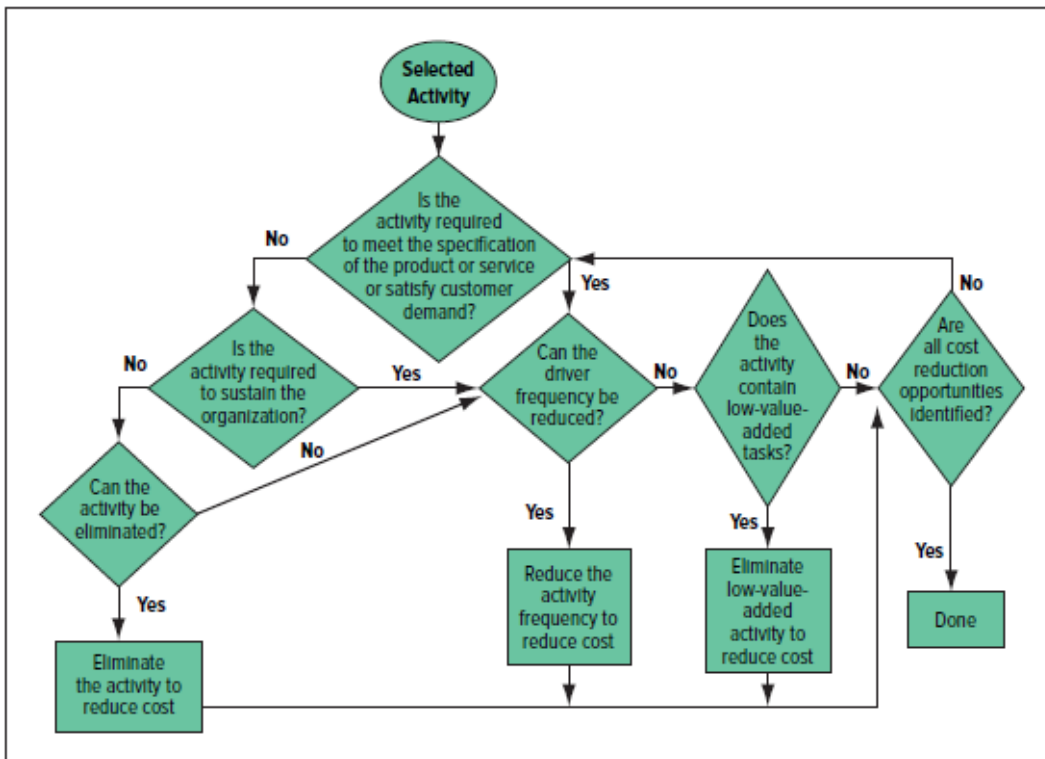 Selected
Activity
Is the
activity required
to meet the specification
of the product or service
or satisfy customer
demand?
No
Yes
No
Is the
activity required
to sustain the
organization?
No
Yes
Can the
driver
frequency be
reduced?
No
Does
the
activity
contain
low-value-
added
tasks?
No
Are
all cost
reduction
opportunities
identified?
Can the
activity be
eliminated?
No
Yes
Yes
Yes
Yes
Eliminate
the activity to
reduce cost
Reduce the
activity
frequency to
reduce cost
Eliminate
low-value-
added
activity to
reduce cost
Done